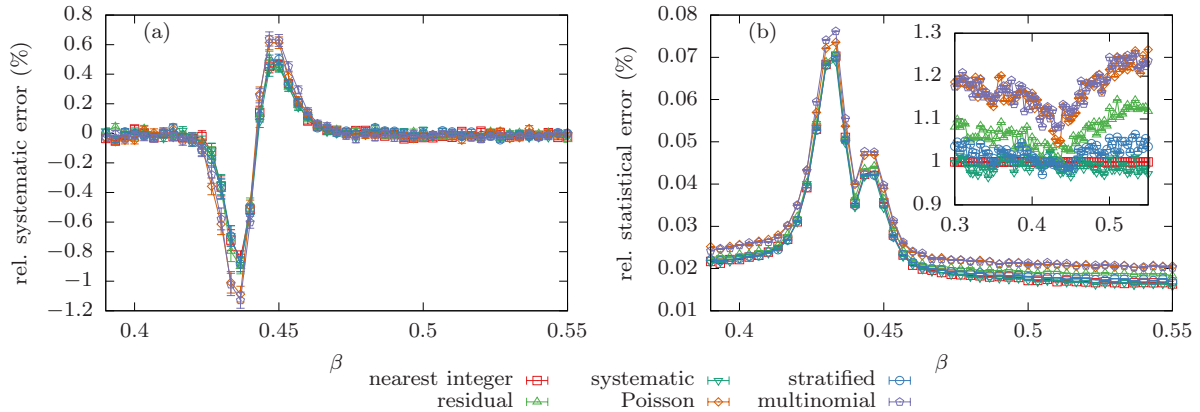 (a)
rel. systematic error (%)
0.8
0.6
0.4
0.2
0
−0.2
−0.4
−0.6
−0.8
−1
−1.2
0.4
0.45
0.5
0.55
β
(b)
rel. statistical error (%)
0.08
0.07
0.06
0.05
0.04
0.03
0.02
0.01
0.4
0.45
0.5
0.55
β
1.3
1.2
1.1
1
0.9
0.3
0.4
0.5
nearest integer
systematic
stratified
residual
Poisson
multinomial